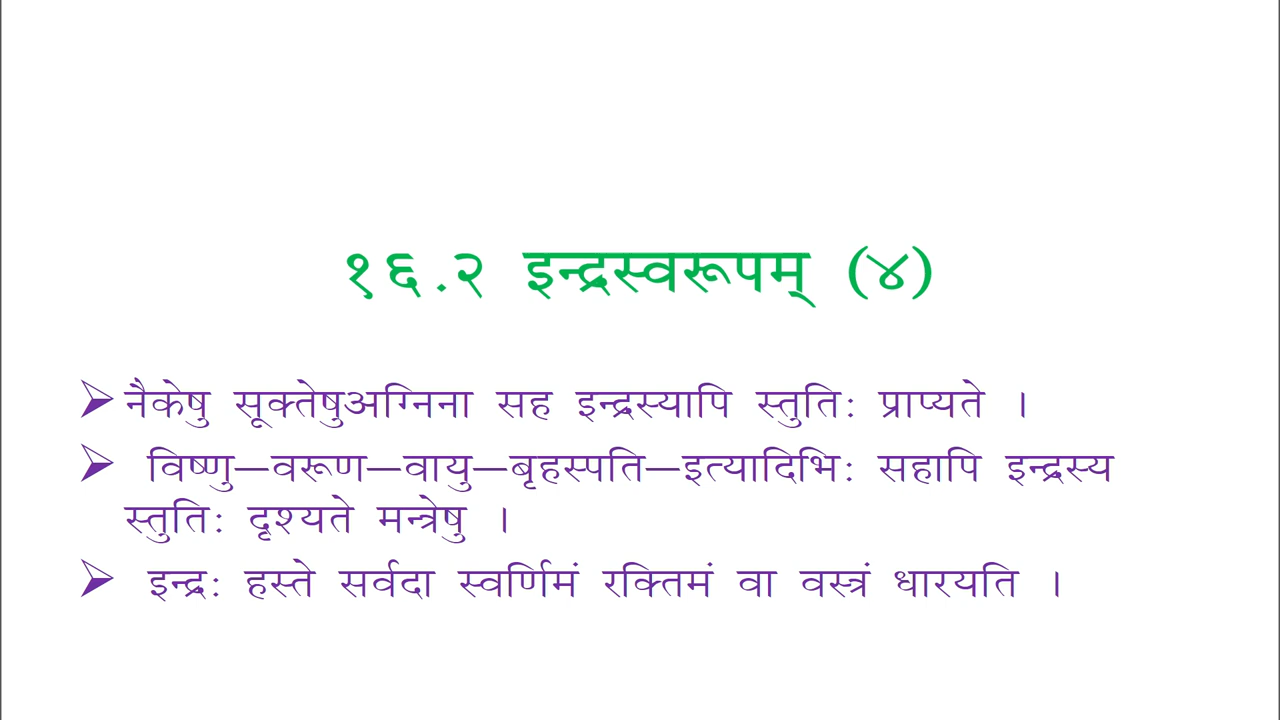 १६.२ इन्द्रस्वरूपम् (४)
➢ नैकेषु सूक्तेषुअग्निना सह इन्द्रस्यापि स्तुतिः प्राप्यते ।
➢ विष्णु—वरूण—वायु—बृहस्पति—इत्यादिभिः सहापि इन्द्रस्य
स्तुतिः दृश्यते मन्त्रेषु ।
➢ इन्द्रः हस्ते सर्वदा स्वर्णिमं रक्तिमं वा वस्त्रं धारयति ।